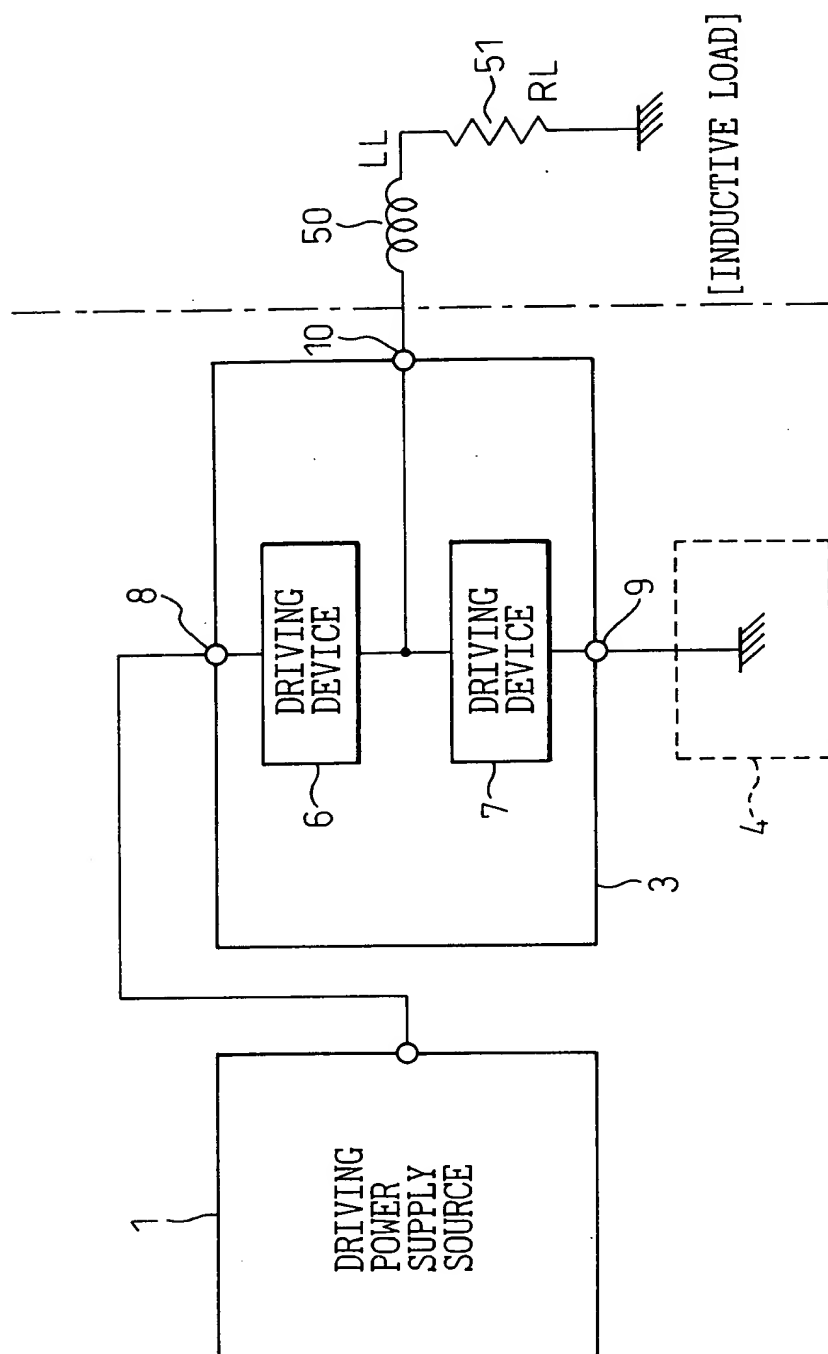 1
DRIVING
POWER
SUPPLY
SOURCE
8
6
DRIVING
DEVICE
7
DRIVING
DEVICE
3
9
4
10
50
LL
51
RL
[INDUCTIVE LOAD]